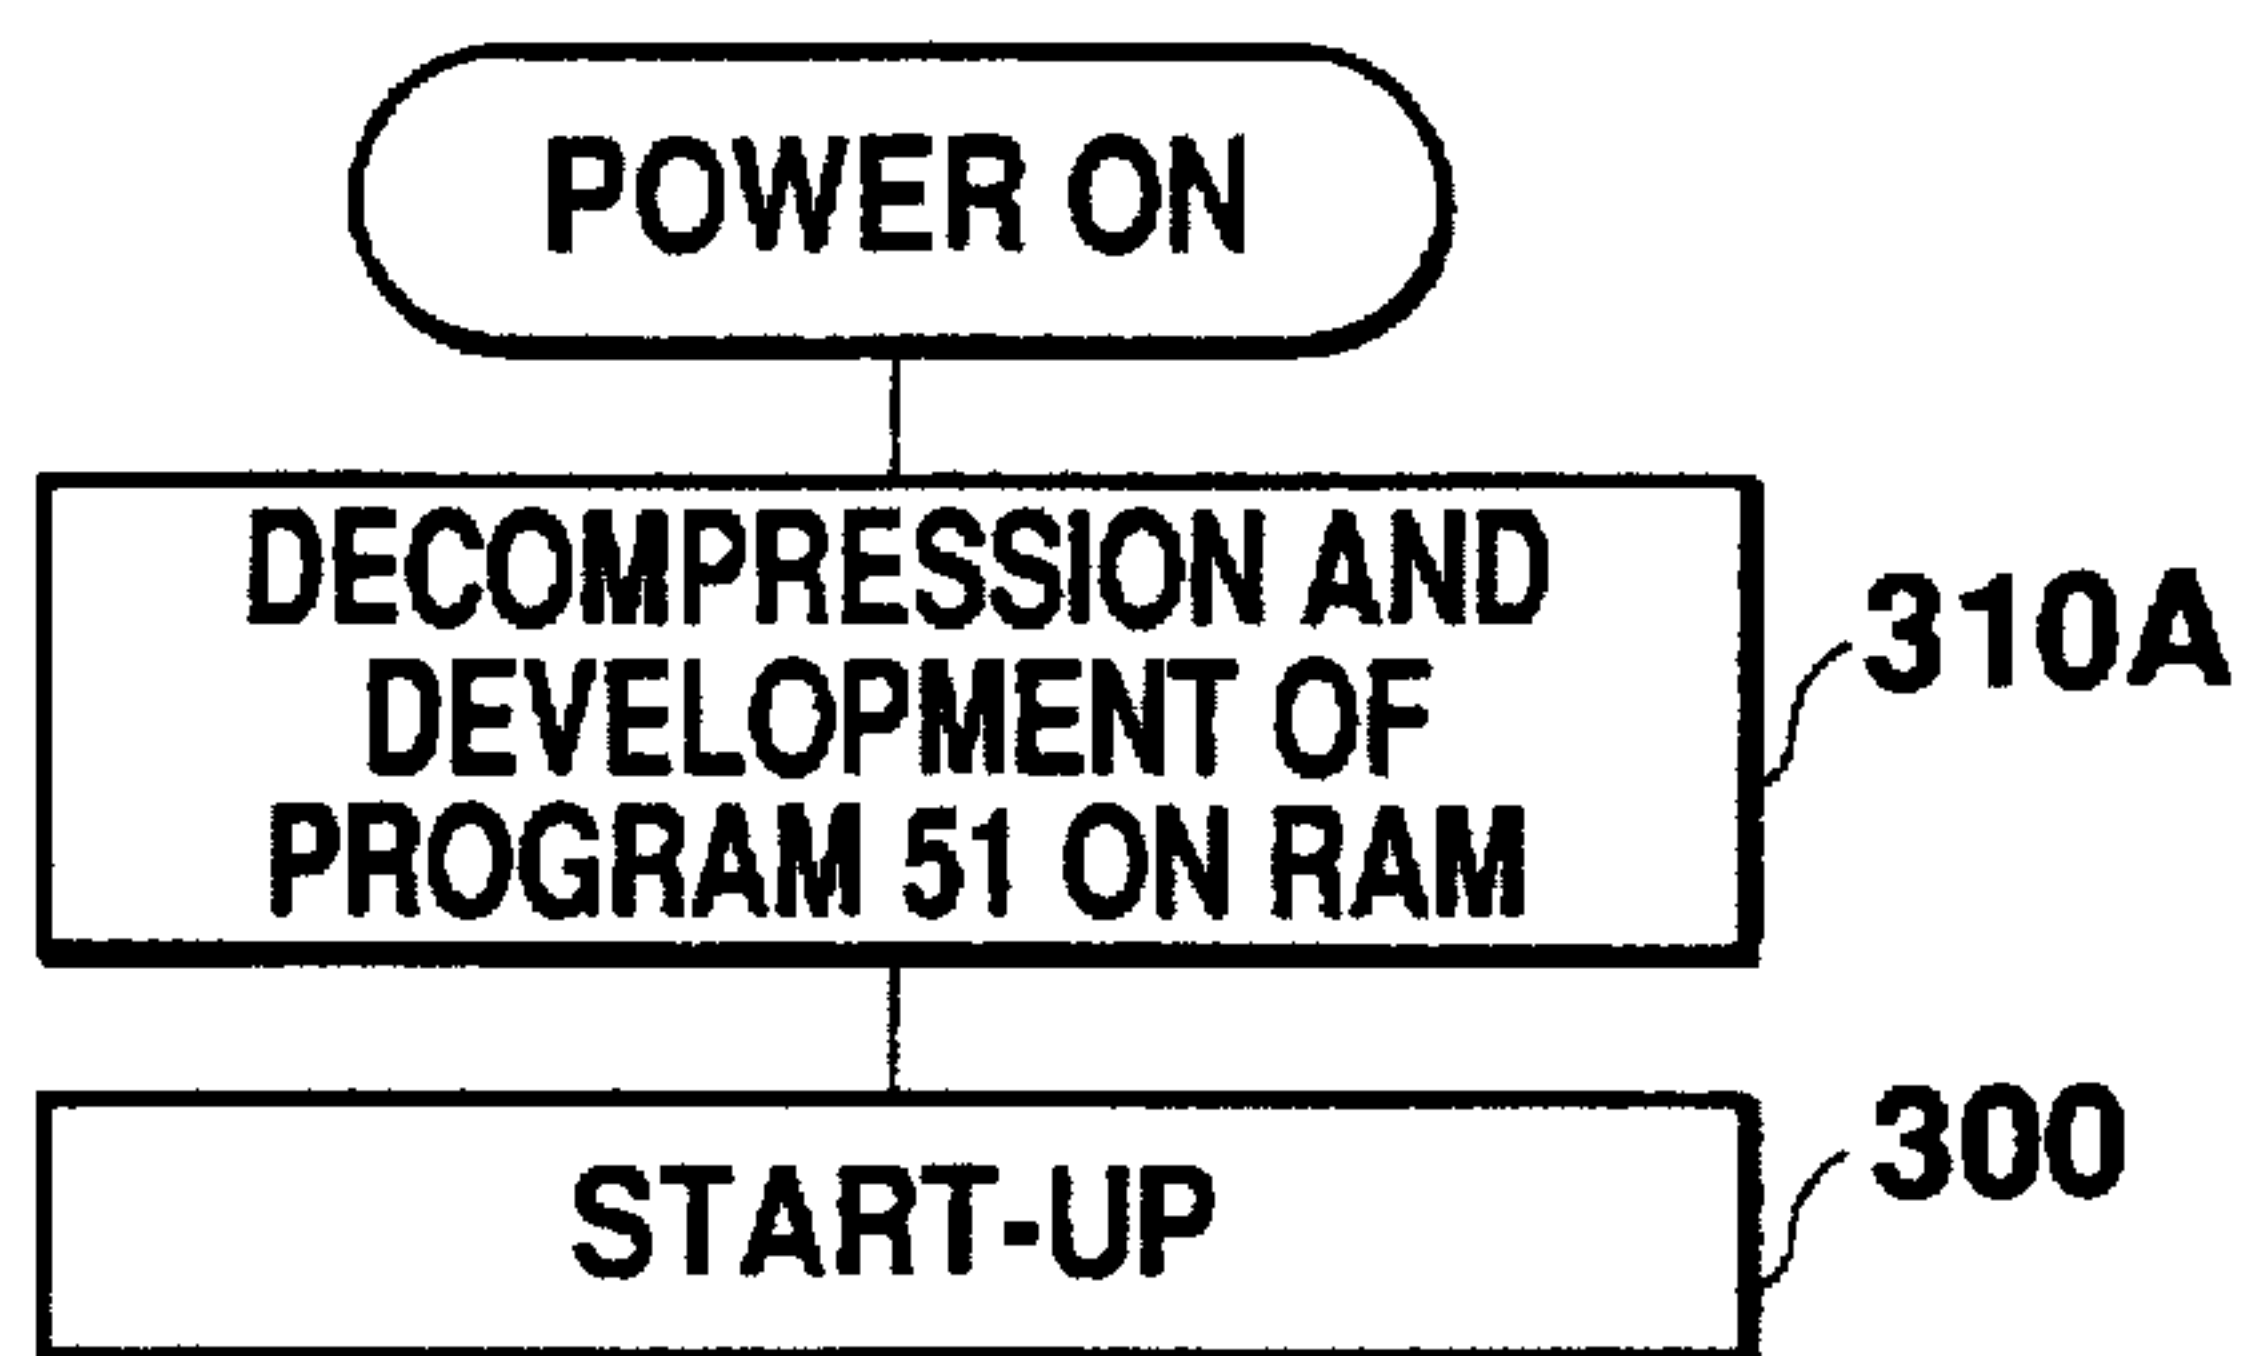 POWER ON
DECOMPRESSION AND
DEVELOPMENT OF
PROGRAM 51 ON RAM
310A
START-UP
300